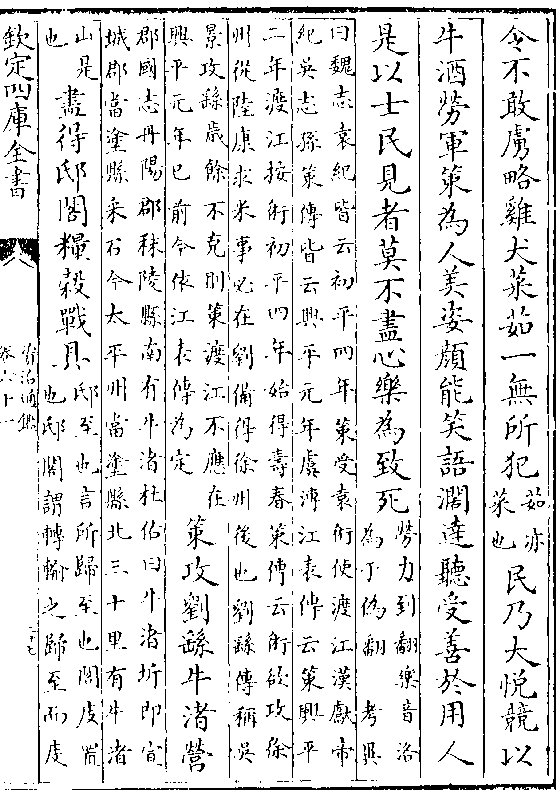 令不敢虜略雞犬菜茹一無所犯
茹亦
菜也
民乃大悅競以
牛酒勞軍策為人美姿顏能笑語濶達聽受善於用人
是以士民見者莫不盡心樂為致死
勞力到翻樂音洛
為于偽翻 考異
曰魏志袁紀皆云初平四年策受袁術使渡江漢獻帝
紀吳志孫策傳皆云興平元年虞溥江表傳云策興平
二年渡江按術初平四年始得壽春策傳云術欲攻徐
州從陸康求米事必在劉備得徐州後也劉繇傳稱吳
景攻繇歲餘不克則策渡江不應在
興平元年已前今依江表傳為定
策攻劉繇牛渚營
郡國志丹陽郡秣陵縣南有牛渚杜佑曰牛渚圻即宣
城郡當塗縣采石今太平州當塗縣北三十里有牛渚
山是
也
盡得邸閣糧穀戰具
邸至也言所歸至也閣庋置
也邸閣謂轉輸之歸至而庋
欽定四庫全書
資治通鑑
卷六十一